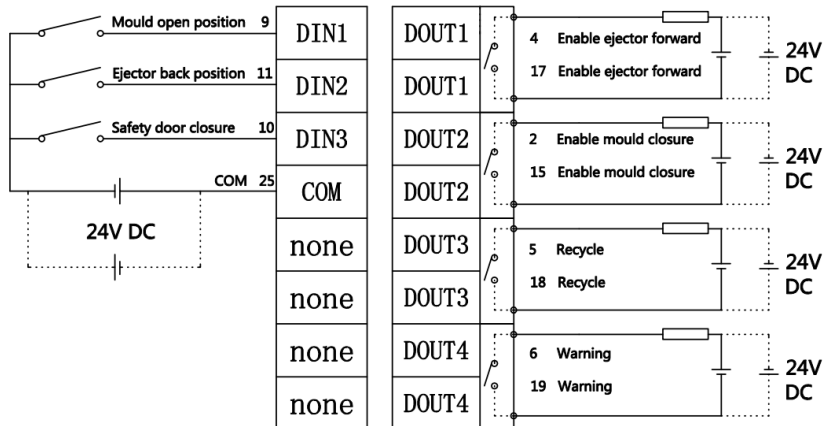 Mould open position 9 DIN1
Ejector back position 11 DIN2
Safety door closure 10 DIN3
COM 25 COM
24V DC
none
none
none
none
DOUT1 4 Enable ejector forward
DOUT1 17 Enable ejector forward
24V
DC
DOUT2 2 Enable mould closure
DOUT2 15 Enable mould closure
24V
DC
DOUT3 5 Recycle
DOUT3 18 Recycle
24V
DC
DOUT4 6 Warning
DOUT4 19 Warning
24V
DC